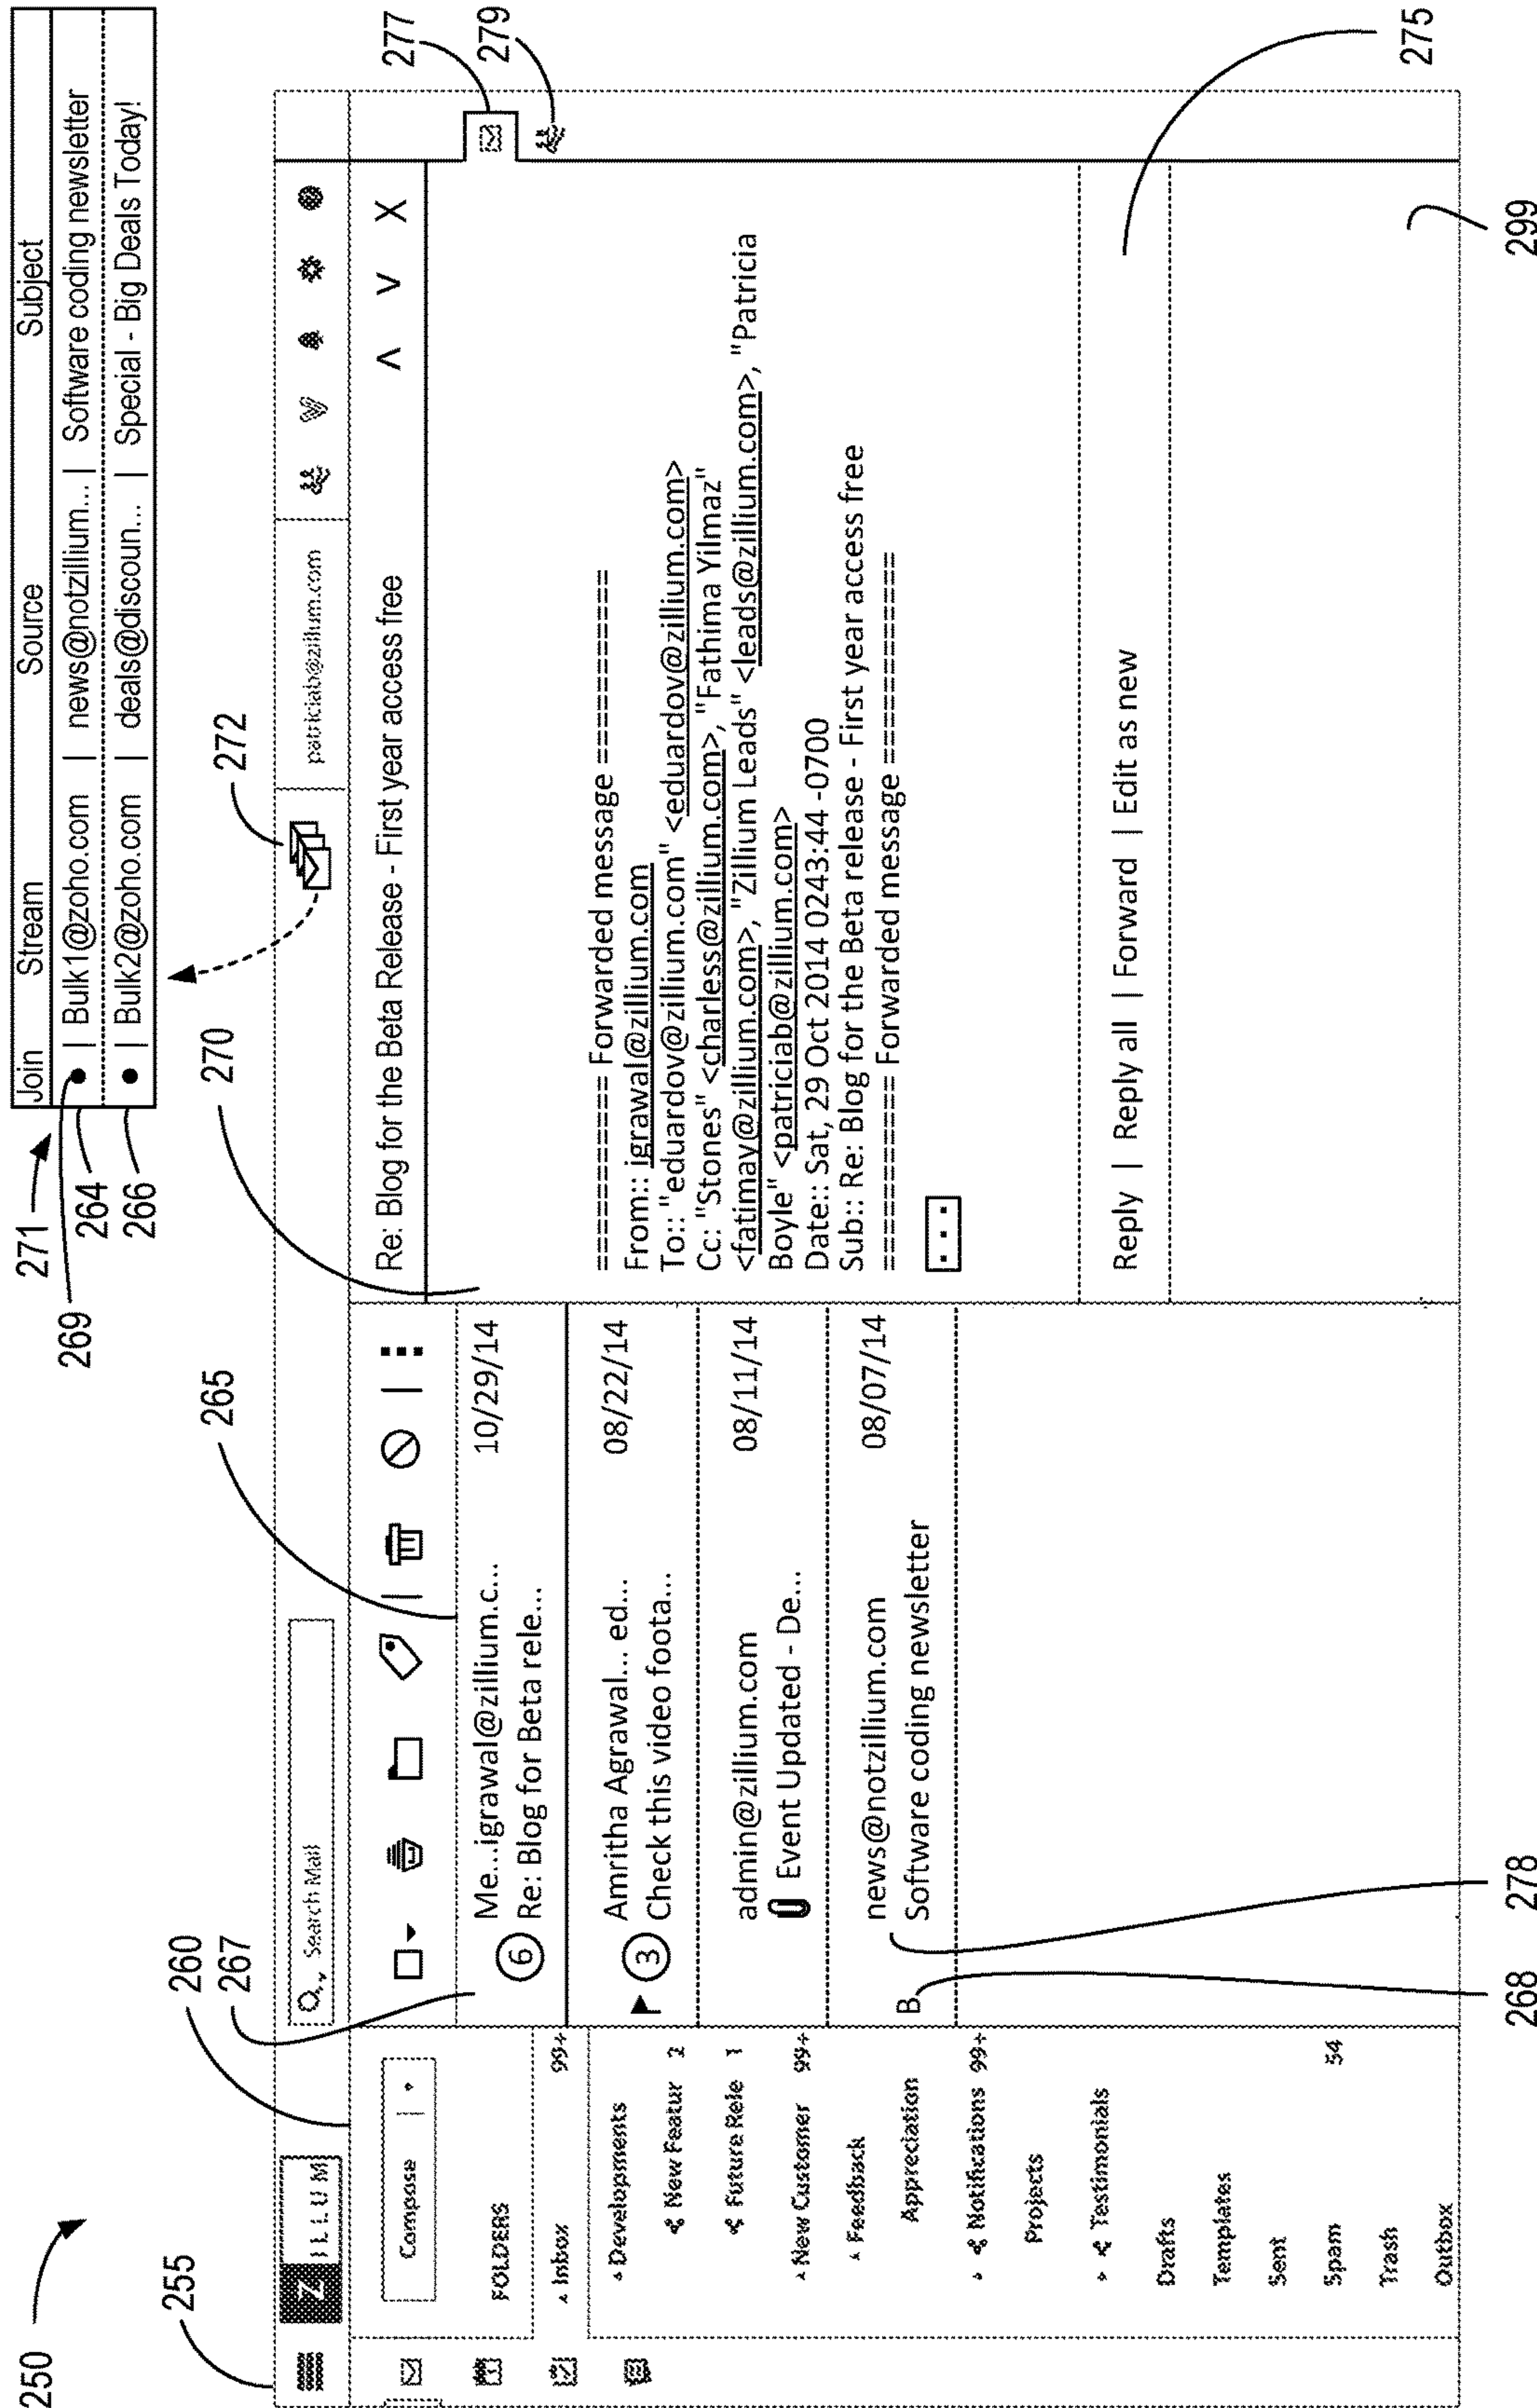 250
255
260
267
265
270
272
271
269
264
266
277
279
275
299
278
268
Join Stream Source Subject
● | Bulk1@zoho.com | news@notzillium... | Software coding newsletter
● | Bulk2@zoho.com | deals@discoun... | Special - Big Deals Today!
Z I L L U M
Search Mail
patriciab@zillum.com
Compose
FOLDERS
Inbox 99+
Developments
New Featur 2
Future Rele 1
New Customer 99+
Feedback
Appreciation
Notifications 99+
Projects
Testimonials
Drafts
Templates
Sent
Spam 54
Trash
Outbox
Me...igrawal@zillium.c... 10/29/14
6 Re: Blog for Beta rele...
Amritha Agrawal... ed... 08/22/14
3 Check this video foota...
admin@zillium.com 08/11/14
Event Updated - De...
news@notzillium.com 08/07/14
B Software coding newsletter
Re: Blog for the Beta Release - First year access free
============ Forwarded message ============
From:: igrawal@zillium.com
To:: "eduardov@zillium.com" <eduardov@zillium.com>
Cc: "Stones" <charless@zillium.com>, "Fathima Yilmaz"
<fatimay@zillium.com>, "Zillium Leads" <leads@zillium.com>, "Patricia
Boyle" <patriciab@zillium.com>
Date:: Sat, 29 Oct 2014 0243:44 -0700
Sub:: Re: Blog for the Beta release - First year access free
============ Forwarded message ============
Reply | Reply all | Forward | Edit as new